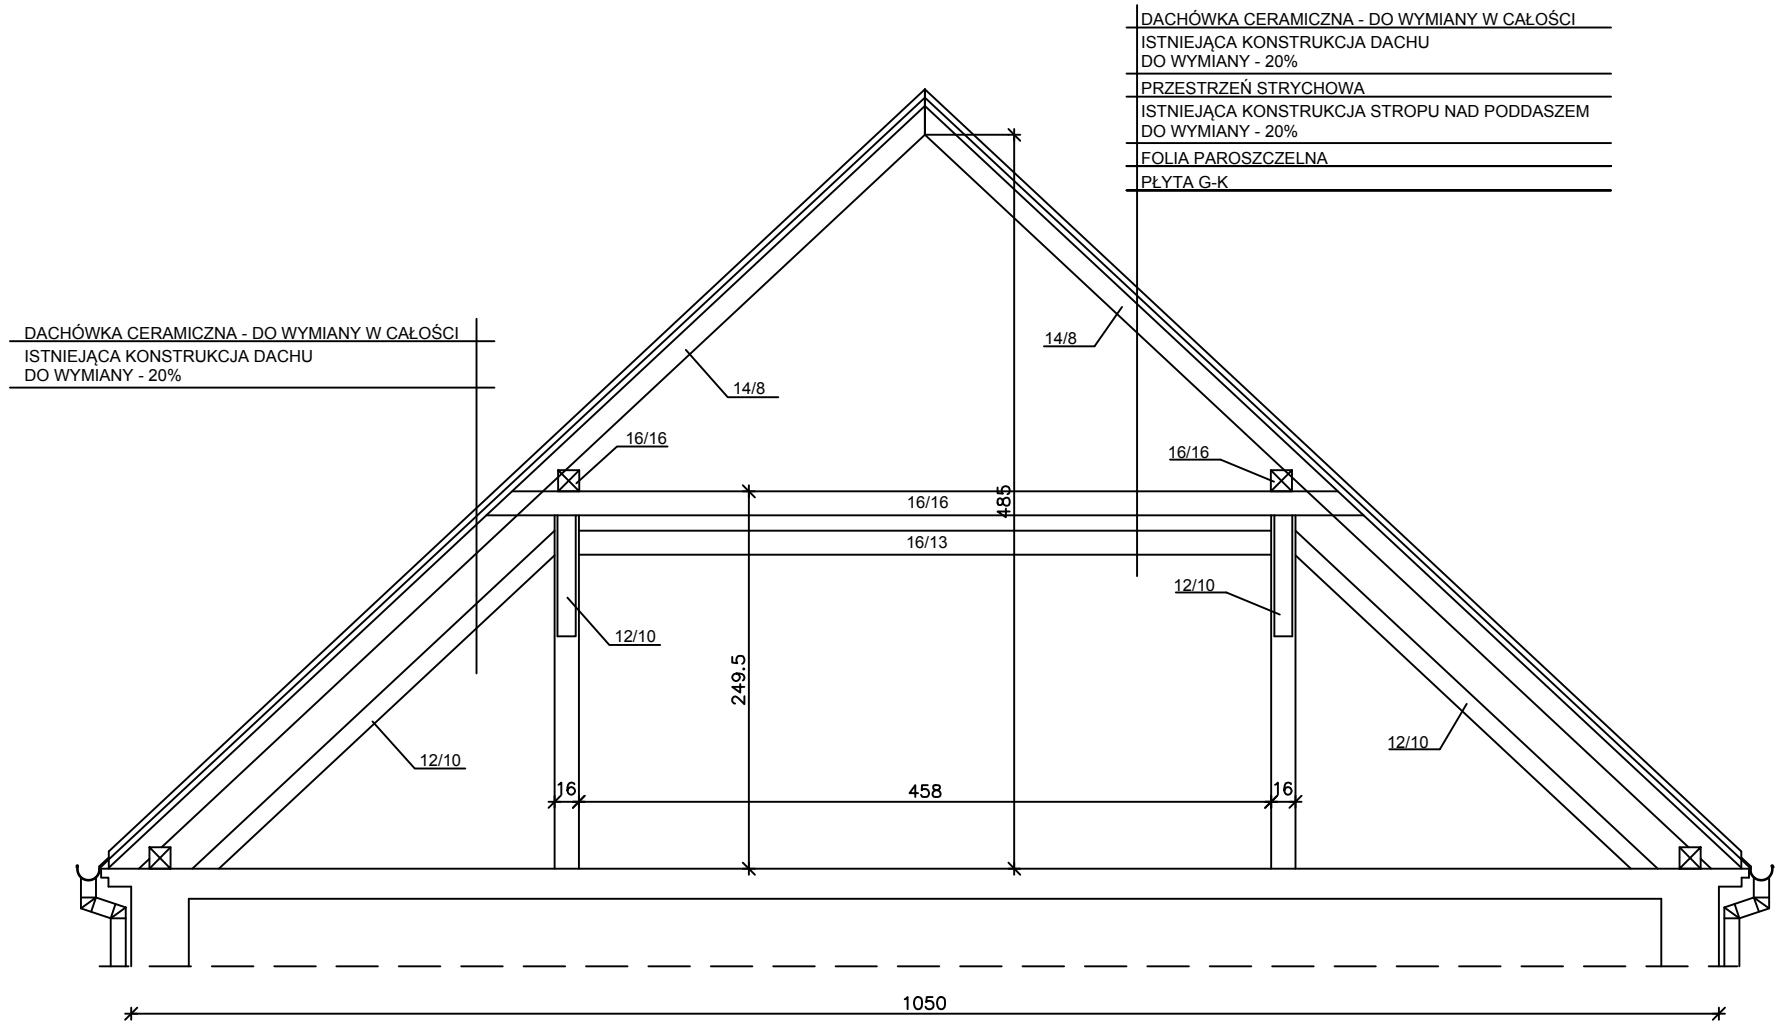 DACHÓWKA CERAMICZNA - DO WYMIANY W CAŁOŚCI
ISTNIEJĄCA KONSTRUKCJA DACHU
DO WYMIANY - 20%
PRZESTRZEŃ STRYCHOWA
ISTNIEJĄCA KONSTRUKCJA STROPU NAD PODDASZEM
DO WYMIANY - 20%
FOLIA PAROSZCZELNA
PŁYTA G-K
DACHÓWKA CERAMICZNA - DO WYMIANY W CAŁOŚCI
ISTNIEJĄCA KONSTRUKCJA DACHU
DO WYMIANY - 20%
14/8
14/8
16/16
16/16
16/16
485
16/13
12/10
12/10
249.5
12/10
12/10
16
458
16
1050